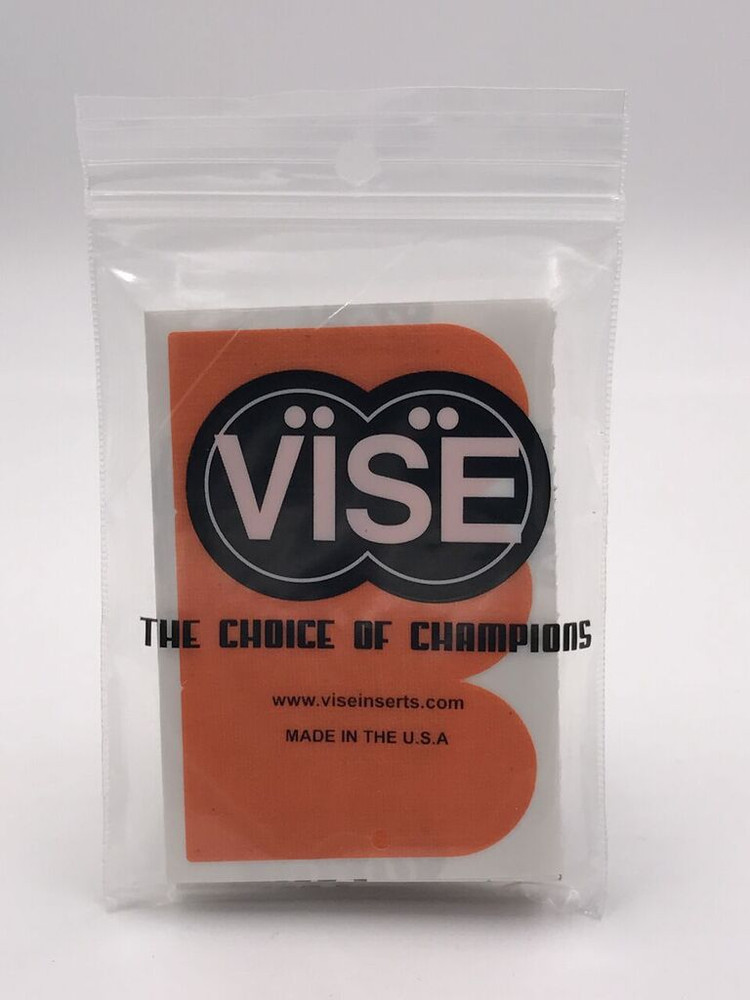 VÏSË
THE CHOICE OF CHAMPIONS
www.viseinserts.com
MADE IN THE U.S.A